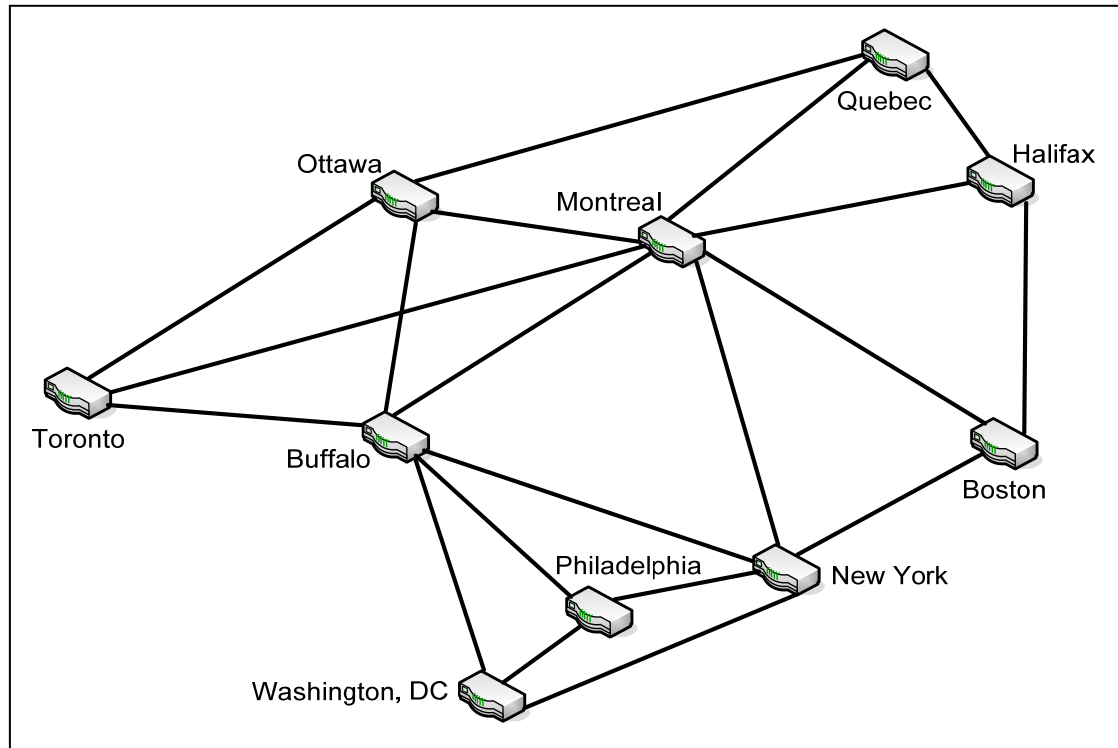 Quebec
Halifax
Ottawa
Montreal
Toronto
Buffalo
Boston
Philadelphia
New York
Washington, DC